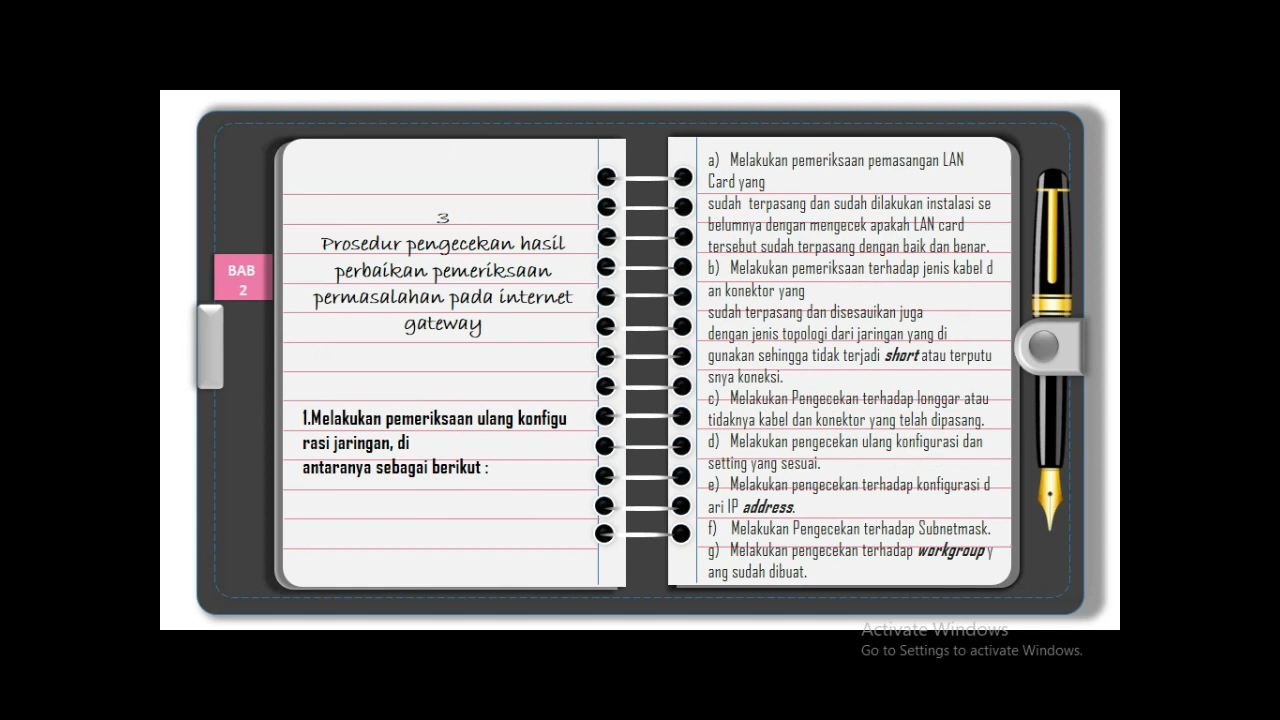 BAB
2
3
Prosedur pengecekan hasil
perbaikan pemeriksaan
permasalahan pada internet
gateway
1.Melakukan pemeriksaan ulang konfigu
rasi jaringan, di
antaranya sebagai berikut :
a) Melakukan pemeriksaan pemasangan LAN
Card yang
sudah terpasang dan sudah dilakukan instalasi se
belumnya dengan mengecek apakah LAN card
tersebut sudah terpasang dengan baik dan benar.
b) Melakukan pemeriksaan terhadap jenis kabel d
an konektor yang
sudah terpasang dan disesauikan juga
dengan jenis topologi dari jaringan yang di
gunakan sehingga tidak terjadi short atau terputu
snya koneksi.
c) Melakukan Pengecekan terhadap longgar atau
tidaknya kabel dan konektor yang telah dipasang.
d) Melakukan pengecekan ulang konfigurasi dan
setting yang sesuai.
e) Melakukan pengecekan terhadap konfigurasi d
ari IP address.
f) Melakukan Pengecekan terhadap Subnetmask.
g) Melakukan pengecekan terhadap workgroup y
ang sudah dibuat.
Activate Windows
Go to Settings to activate Windows.